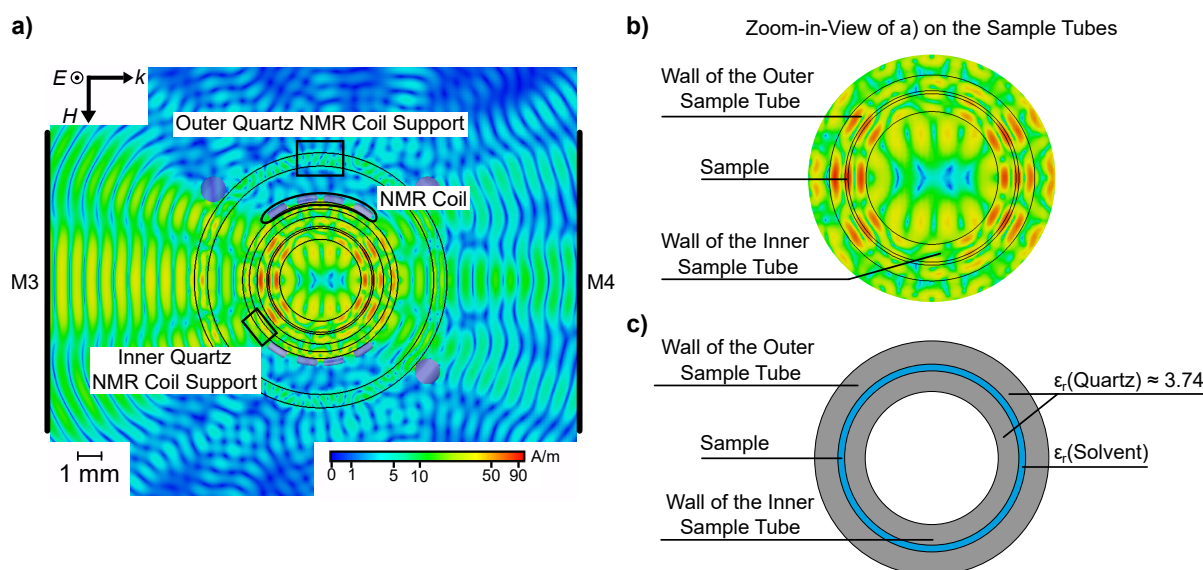 a)
E
k
H
Outer Quartz NMR Coil Support
NMR Coil
M3
M4
Inner Quartz
NMR Coil Support
1 mm
0 1 5 10 50 90
A/m
b)
Zoom-in-View of a) on the Sample Tubes
Wall of the Outer
Sample Tube
Sample
Wall of the Inner
Sample Tube
c)
Wall of the Outer
Sample Tube
εr(Quartz) ≈ 3.74
Sample
εr(Solvent)
Wall of the Inner
Sample Tube